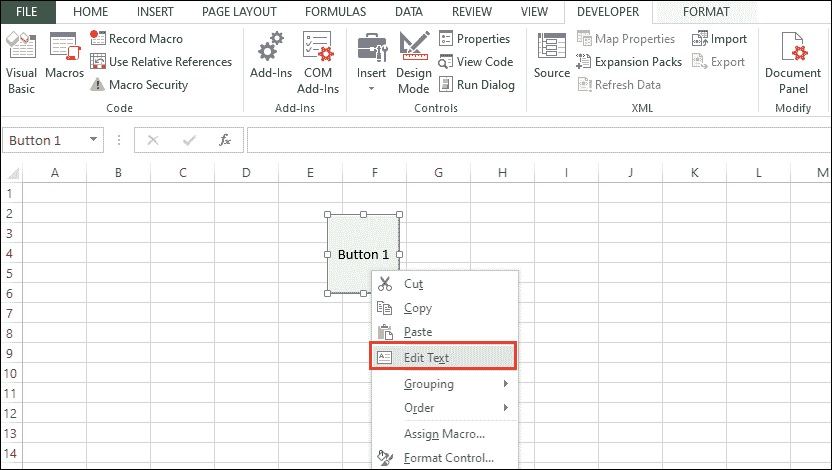 FILE HOME INSERT PAGE LAYOUT FORMULAS DATA REVIEW VIEW DEVELOPER FORMAT
Visual Basic
Macros
Record Macro
Use Relative References
Macro Security
Code
Add-Ins
COM Add-Ins
Add-Ins
Insert
Design Mode
Properties
View Code
Run Dialog
Controls
Source
Map Properties
Expansion Packs
Refresh Data
Import
Export
XML
Document Panel
Modify
Button 1
fx
A B C D E F G H I J K L M
1
2
3
4
5
6
7
8
9
10
11
12
13
14
Button 1
Cut
Copy
Paste
Edit Text
Grouping
Order
Assign Macro...
Format Control...